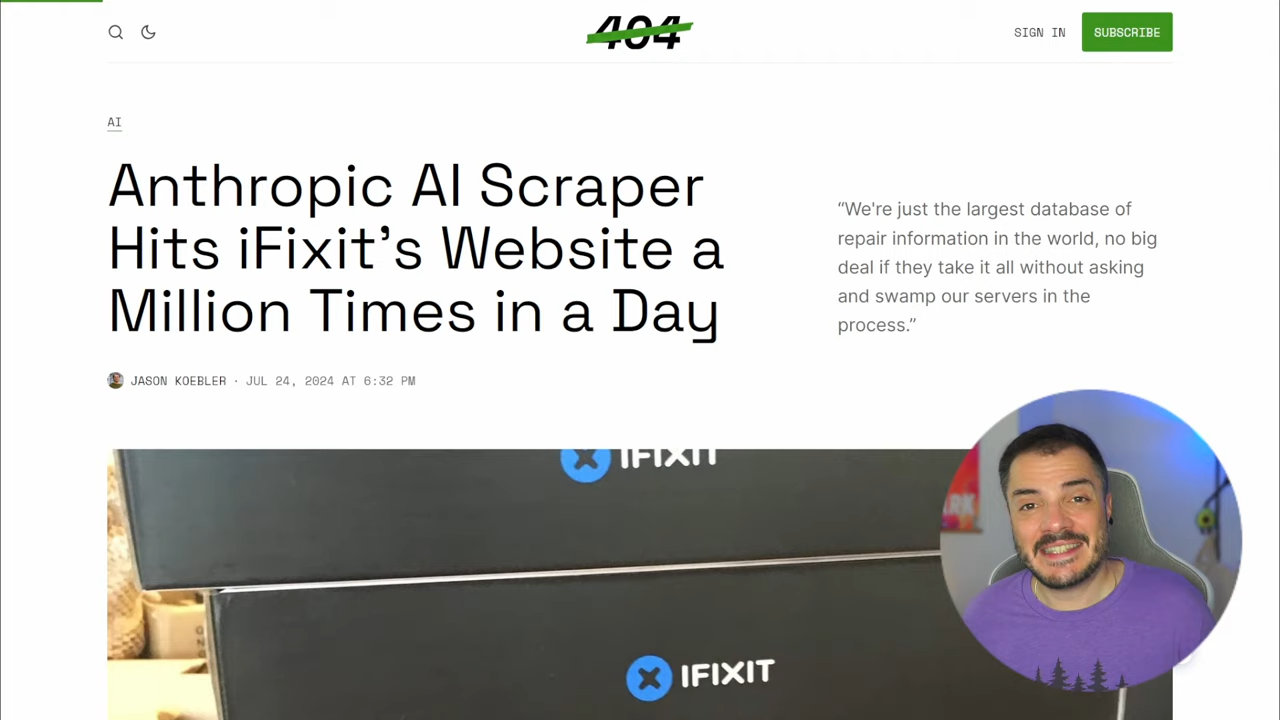 404
SIGN IN
SUBSCRIBE
AI
Anthropic AI Scraper
Hits iFixit’s Website a
Million Times in a Day
“We're just the largest database of
repair information in the world, no big
deal if they take it all without asking
and swamp our servers in the
process.”
JASON KOEBLER · JUL 24, 2024 AT 6:32 PM
IFIXIT
IFIXIT